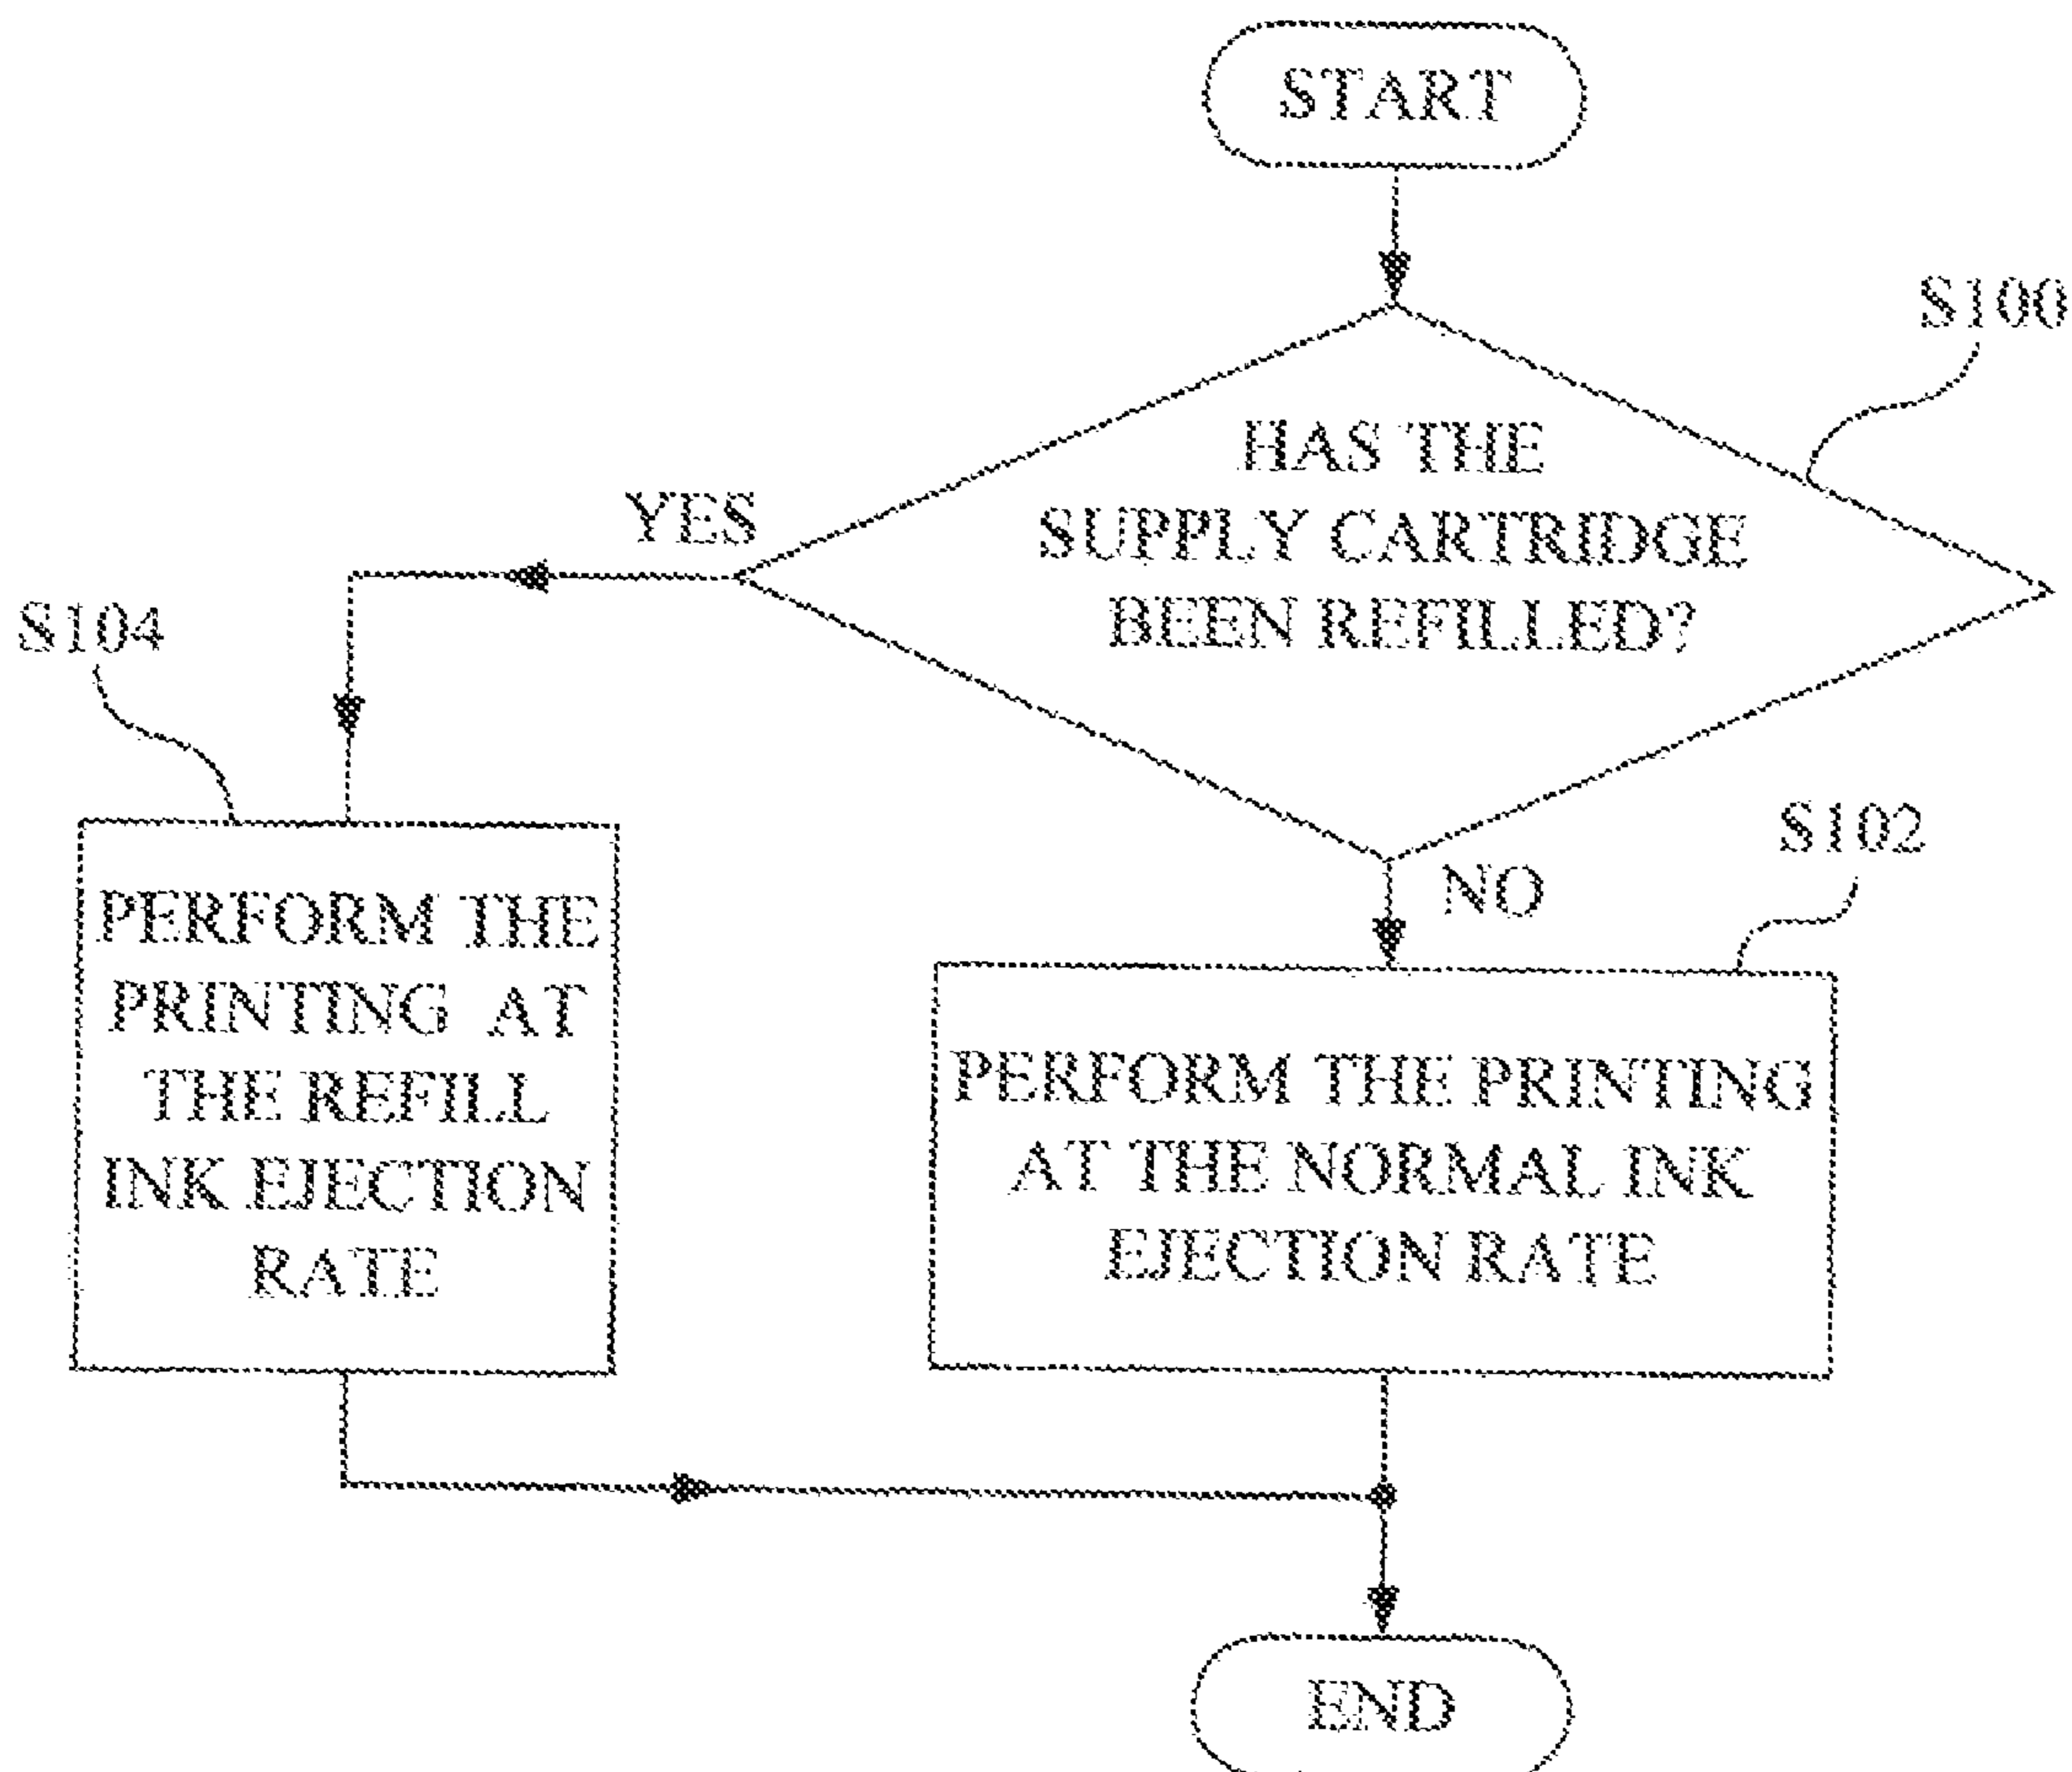 START
S100
HAS THE
SUPPLY CARTRIDGE
BEEN REFILLED?
YES
S104
NO
S102
PERFORM THE
PRINTING AT
THE REFILL
INK EJECTION
RATE
PERFORM THE PRINTING
AT THE NORMAL INK
EJECTION RATE
END